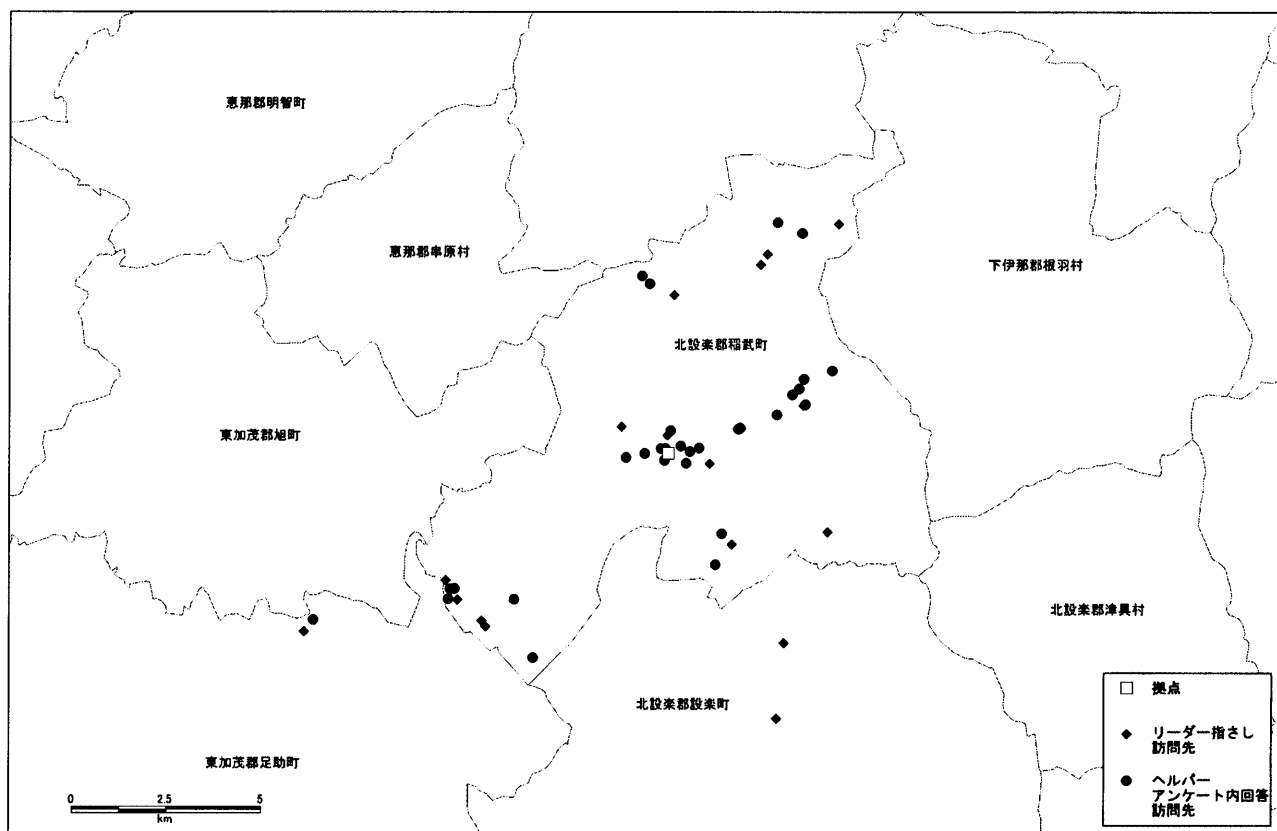 恵那郡明智町
恵那郡串原村
下伊那郡根羽村
北設楽郡稲武町
東加茂郡旭町
北設楽郡津具村
北設楽郡設楽町
東加茂郡足助町
0 2.5 5
km
拠点
リーダー指さし
訪問先
ヘルパー
アンケート内回答
訪問先